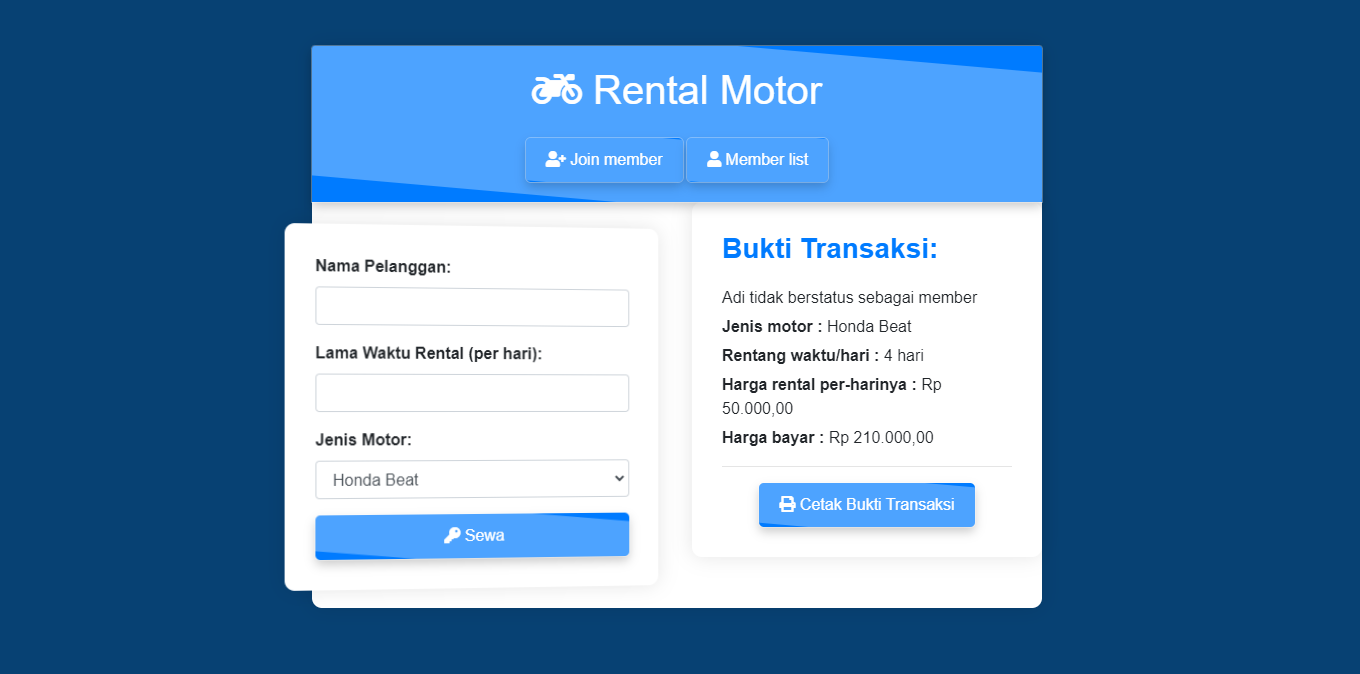 Rental Motor
Join member
Member list
Nama Pelanggan:
Lama Waktu Rental (per hari):
Jenis Motor:
Honda Beat
Sewa
Bukti Transaksi:
Adi tidak berstatus sebagai member
Jenis motor : Honda Beat
Rentang waktu/hari : 4 hari
Harga rental per-harinya : Rp
50.000,00
Harga bayar : Rp 210.000,00
Cetak Bukti Transaksi